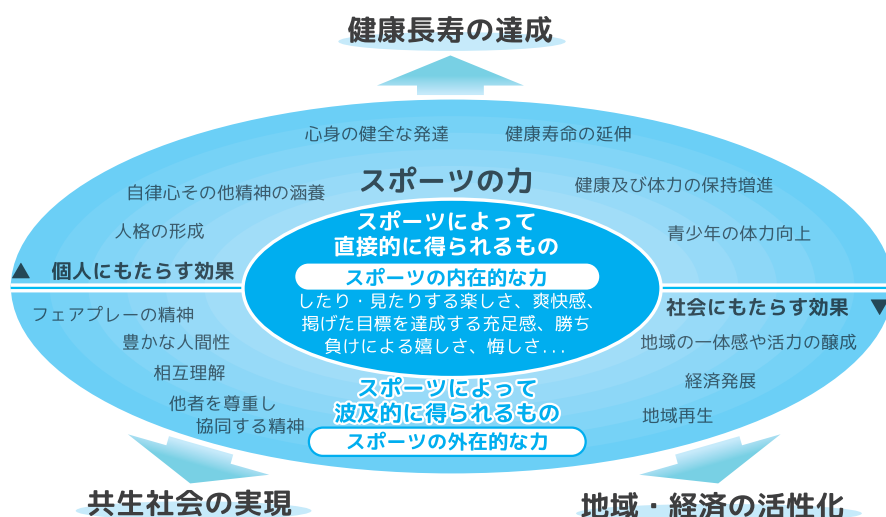 健康長寿の達成
心身の健全な発達
健康寿命の延伸
スポーツの力
自律心その他精神の涵養
健康及び体力の保持増進
人格の形成
青少年の体力向上
スポーツによって
直接的に得られるもの
スポーツの内在的な力
したり・見たりする楽しさ、爽快感、
掲げた目標を達成する充足感、勝ち
負けによる嬉しさ、悔しさ...
▲ 個人にもたらす効果
社会にもたらす効果 ▼
フェアプレーの精神
豊かな人間性
相互理解
他者を尊重し
協同する精神
地域の一体感や活力の醸成
経済発展
地域再生
スポーツによって
波及的に得られるもの
スポーツの外在的な力
共生社会の実現
地域・経済の活性化